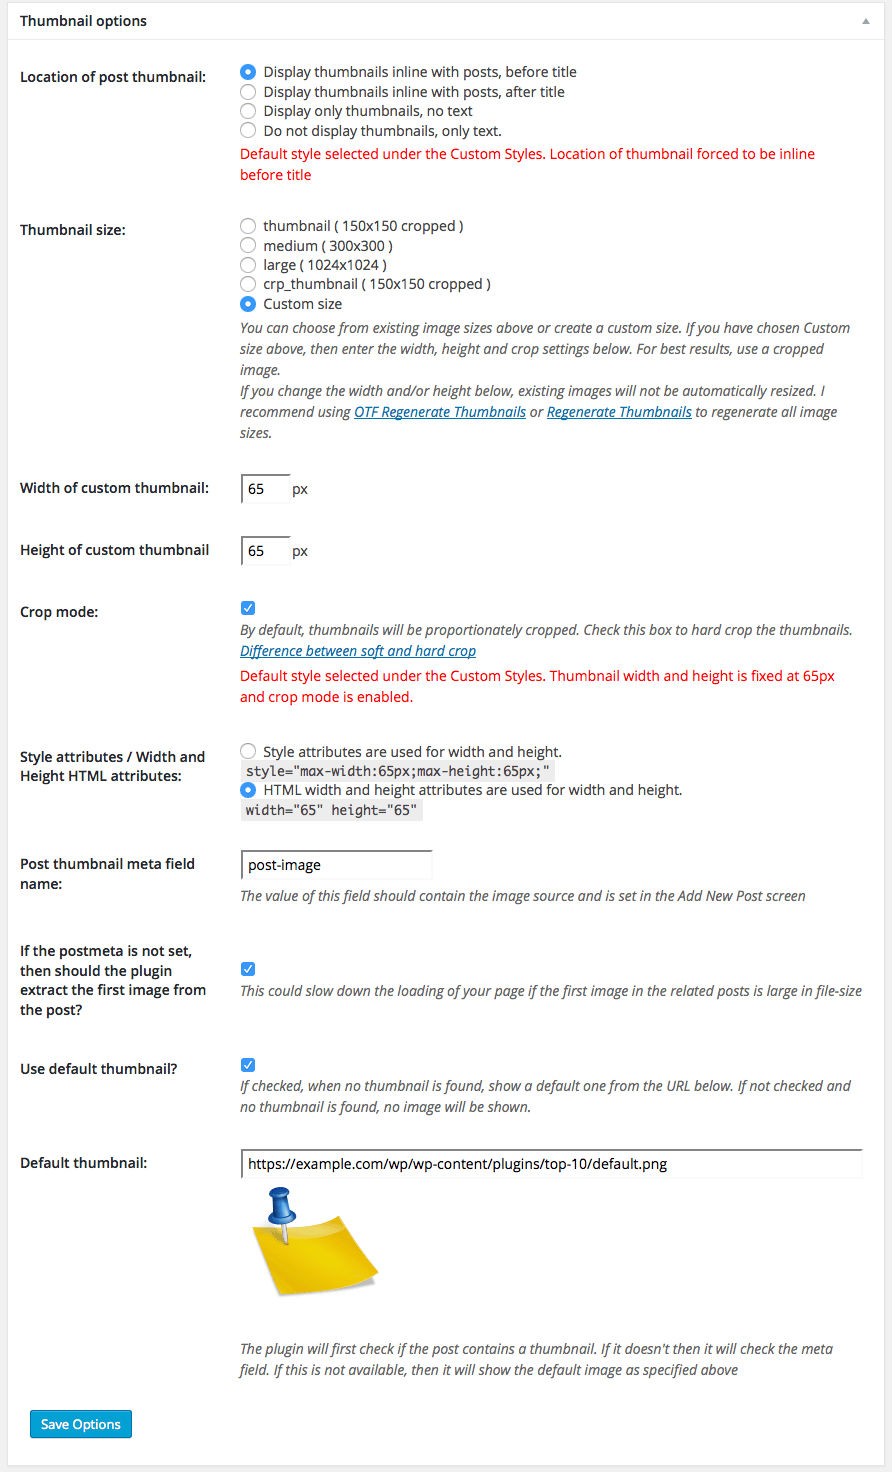 Thumbnail options
Location of post thumbnail:
Display thumbnails inline with posts, before title
Display thumbnails inline with posts, after title
Display only thumbnails, no text
Do not display thumbnails, only text.
Default style selected under the Custom Styles. Location of thumbnail forced to be inline
before title
Thumbnail size:
thumbnail ( 150x150 cropped )
medium ( 300x300 )
large ( 1024x1024 )
crp_thumbnail ( 150x150 cropped )
Custom size
You can choose from existing image sizes above or create a custom size. If you have chosen Custom
size above, then enter the width, height and crop settings below. For best results, use a cropped
image.
If you change the width and/or height below, existing images will not be automatically resized. I
recommend using OTF Regenerate Thumbnails or Regenerate Thumbnails to regenerate all image
sizes.
Width of custom thumbnail:
65 px
Height of custom thumbnail
65 px
Crop mode:
By default, thumbnails will be proportionately cropped. Check this box to hard crop the thumbnails.
Difference between soft and hard crop
Default style selected under the Custom Styles. Thumbnail width and height is fixed at 65px
and crop mode is enabled.
Style attributes / Width and
Height HTML attributes:
Style attributes are used for width and height.
style="max-width:65px;max-height:65px;"
HTML width and height attributes are used for width and height.
width="65" height="65"
Post thumbnail meta field
name:
post-image
The value of this field should contain the image source and is set in the Add New Post screen
If the postmeta is not set,
then should the plugin
extract the first image from
the post?
This could slow down the loading of your page if the first image in the related posts is large in file-size
Use default thumbnail?
If checked, when no thumbnail is found, show a default one from the URL below. If not checked and
no thumbnail is found, no image will be shown.
Default thumbnail:
https://example.com/wp/wp-content/plugins/top-10/default.png
The plugin will first check if the post contains a thumbnail. If it doesn't then it will check the meta
field. If this is not available, then it will show the default image as specified above
Save Options